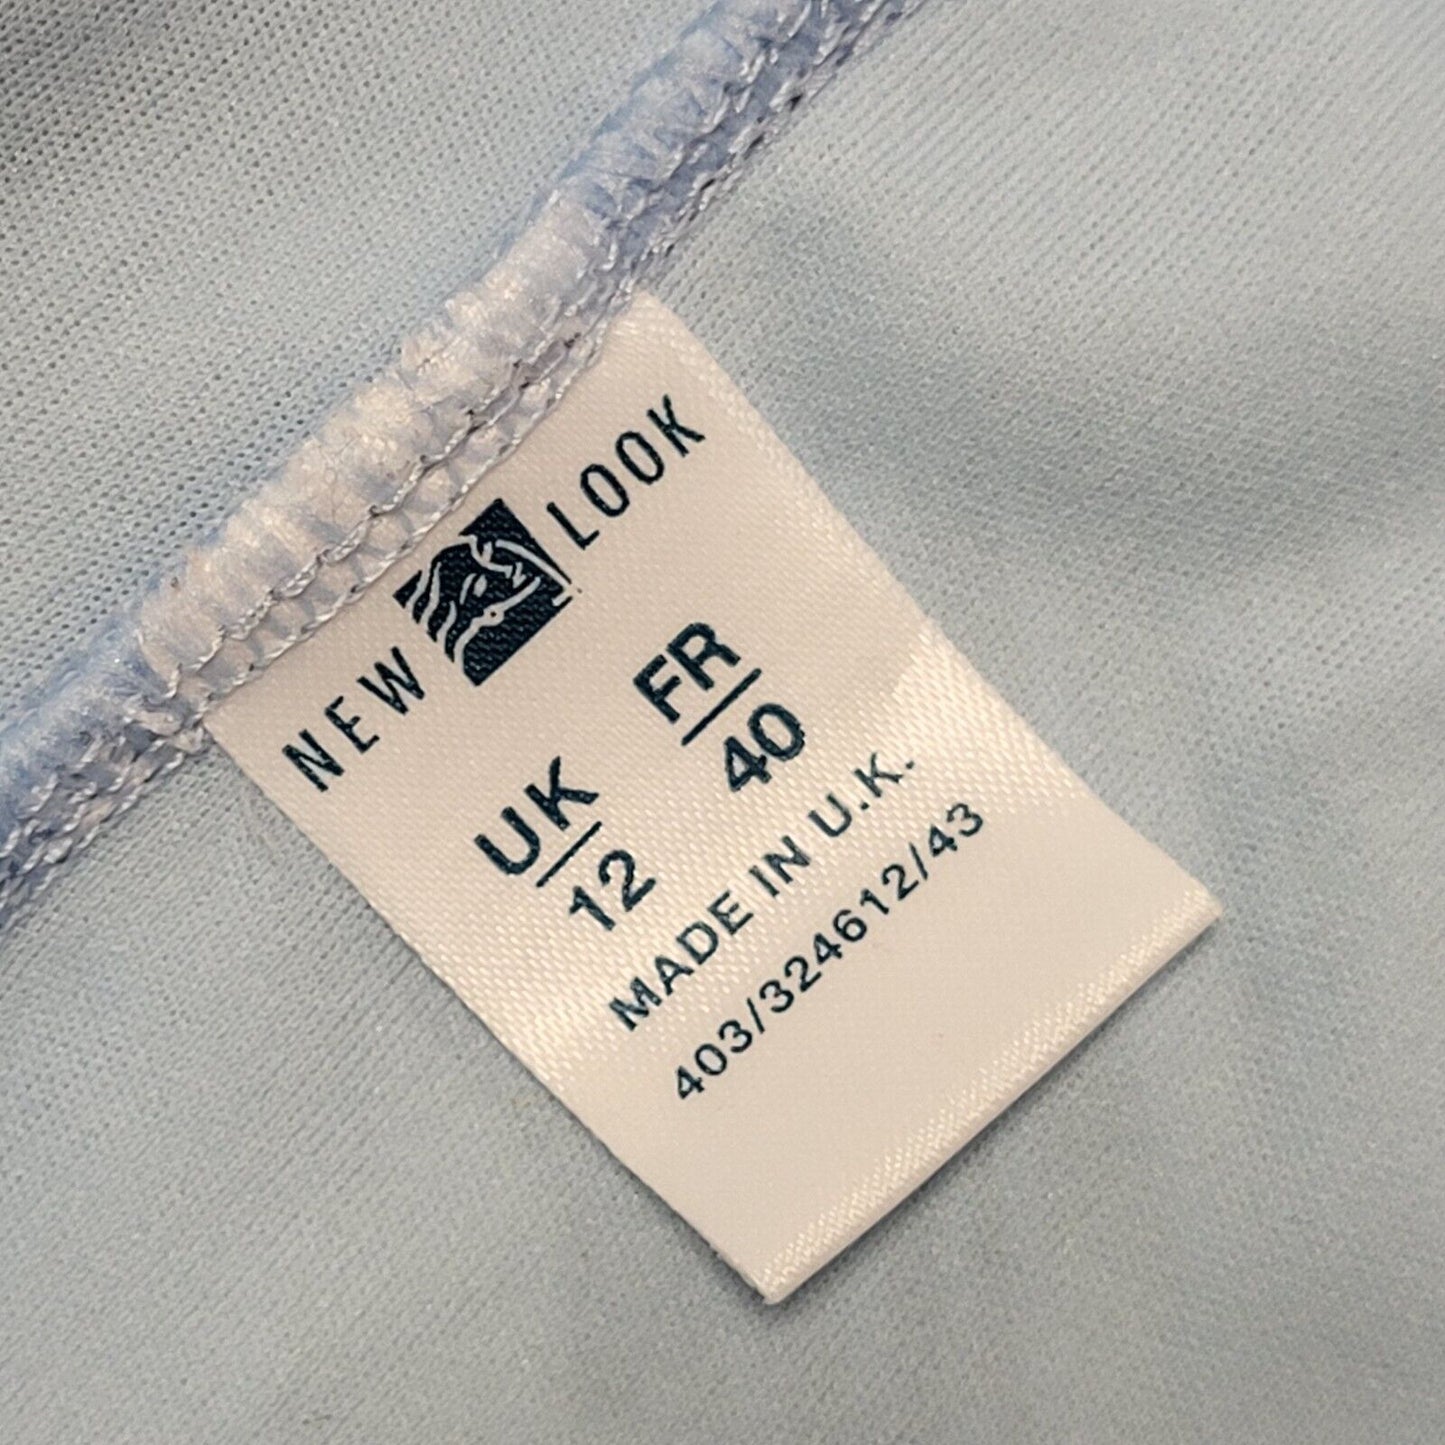 NEW LOOK
UK FR
12 40
MADE IN U.K.
403/324612/43